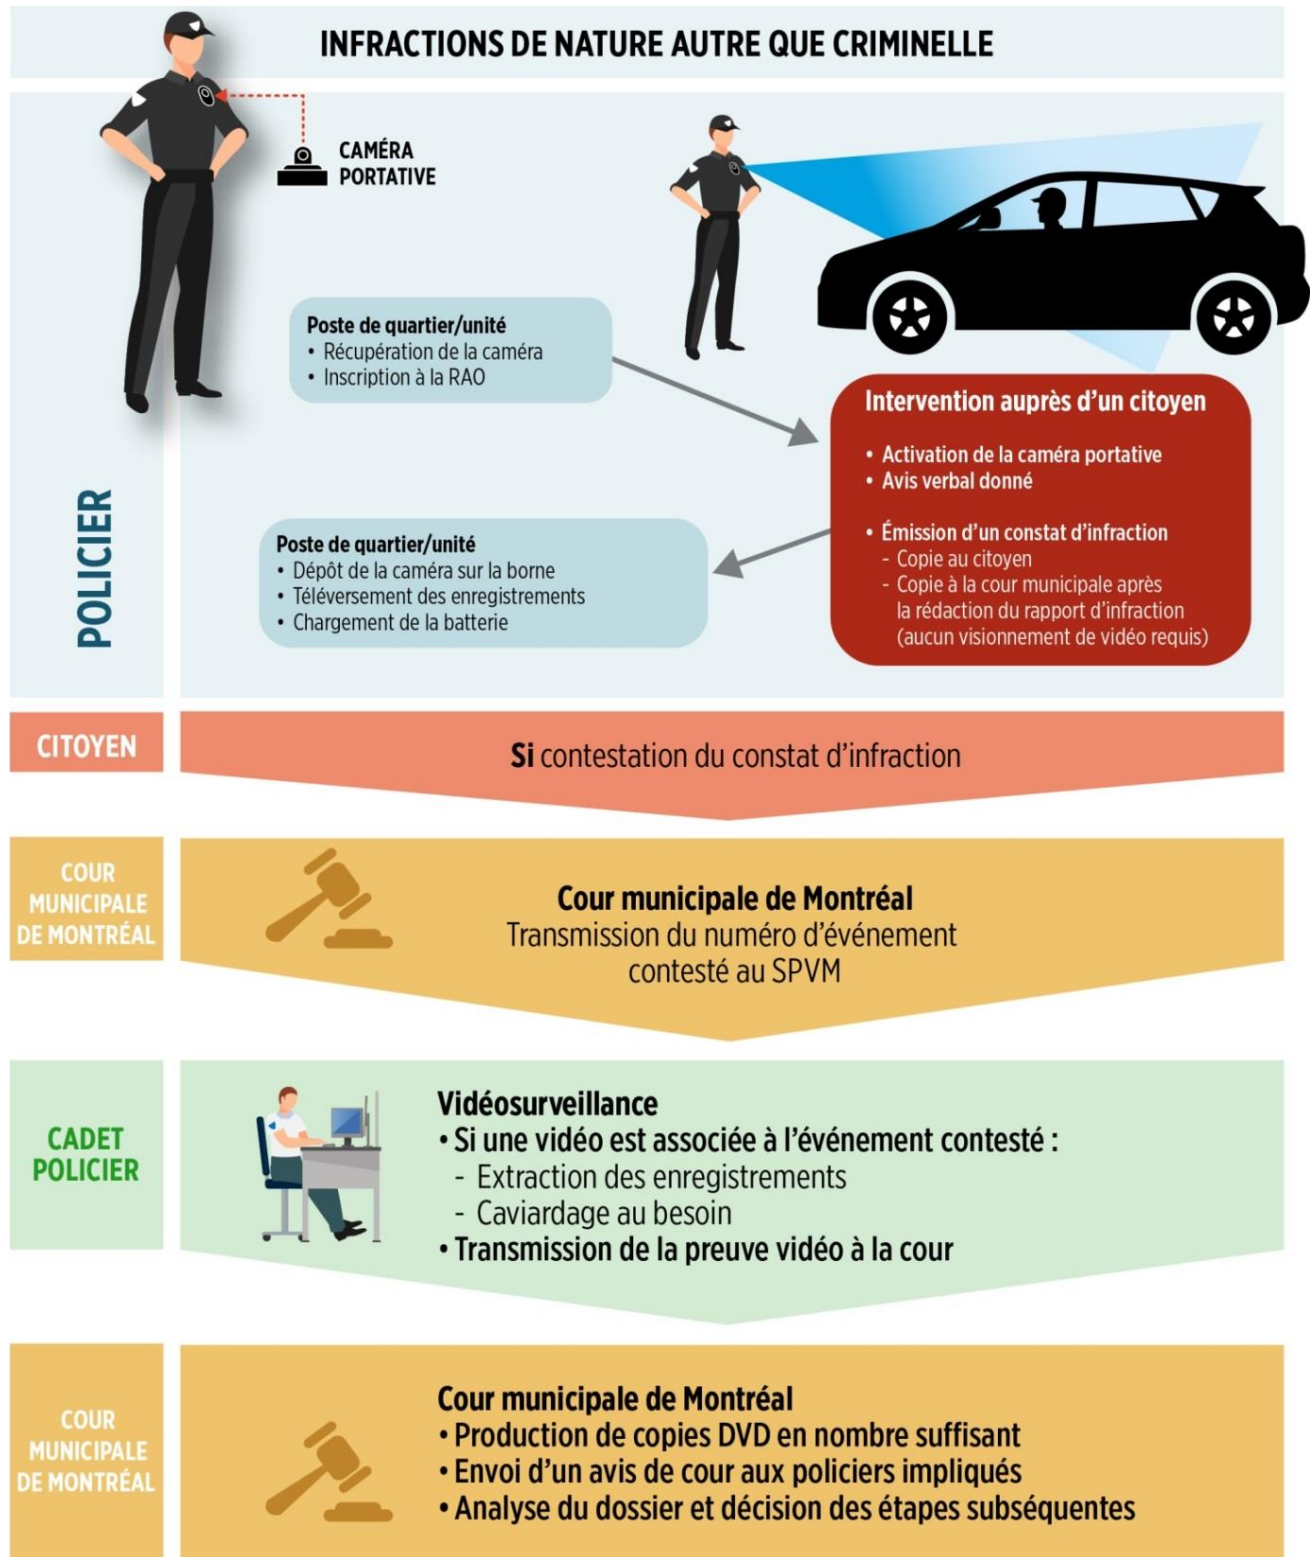 INFRACTIONS DE NATURE AUTRE QUE CRIMINELLE
CAMÉRA
PORTATIVE
POLICIER
Poste de quartier/unité
• Récupération de la caméra
• Inscription à la RAO
Intervention auprès d’un citoyen
• Activation de la caméra portative
• Avis verbal donné
• Émission d’un constat d’infraction
- Copie au citoyen
- Copie à la cour municipale après
la rédaction du rapport d’infraction
(aucun visionnement de vidéo requis)
Poste de quartier/unité
• Dépôt de la caméra sur la borne
• Téléversement des enregistrements
• Chargement de la batterie
CITOYEN
Si contestation du constat d’infraction
COUR
MUNICIPALE
DE MONTRÉAL
Cour municipale de Montréal
Transmission du numéro d’événement
contesté au SPVM
CADET
POLICIER
Vidéosurveillance
• Si une vidéo est associée à l’événement contesté :
- Extraction des enregistrements
- Caviardage au besoin
• Transmission de la preuve vidéo à la cour
COUR
MUNICIPALE
DE MONTRÉAL
Cour municipale de Montréal
• Production de copies DVD en nombre suffisant
• Envoi d’un avis de cour aux policiers impliqués
• Analyse du dossier et décision des étapes subséquentes